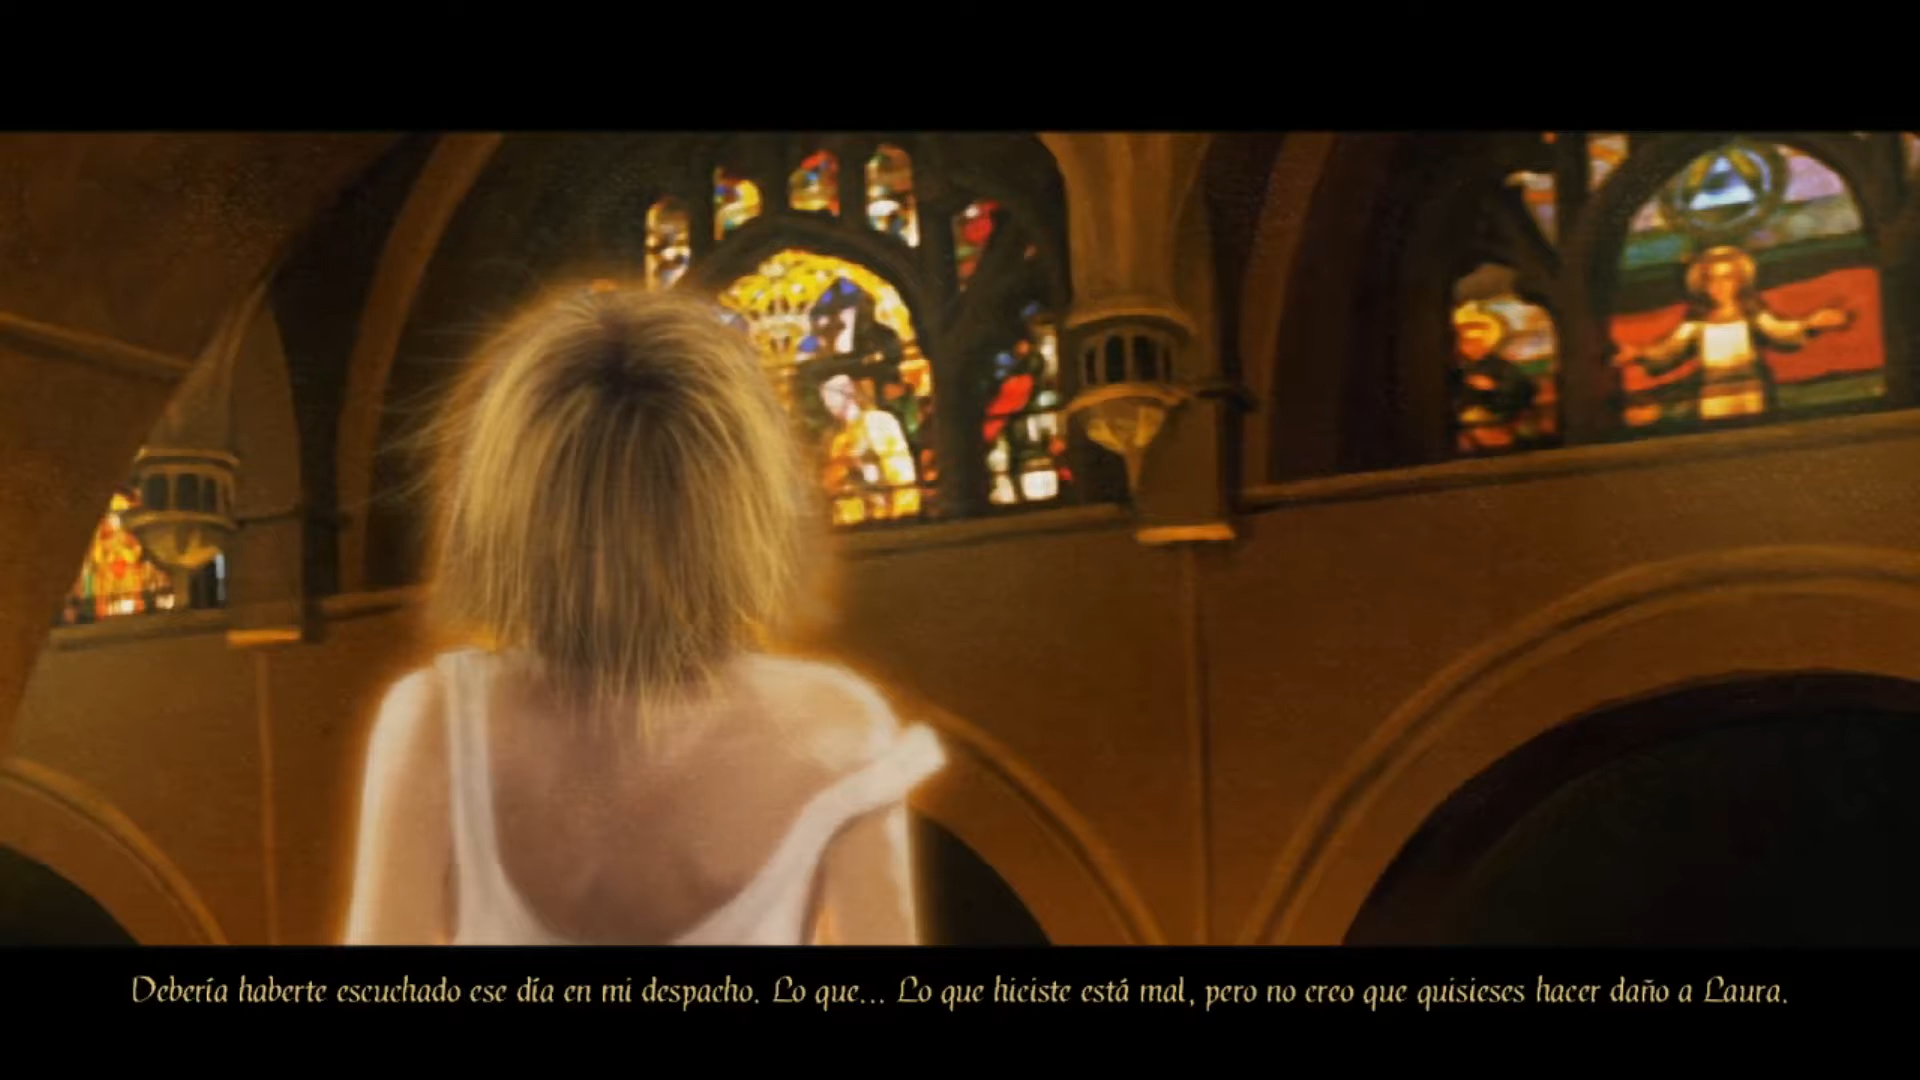 Debería haberte escuchado ese día en mi despacho. Lo que... Lo que hiciste está mal, pero no creo que quisieses hacer daño a Laura.